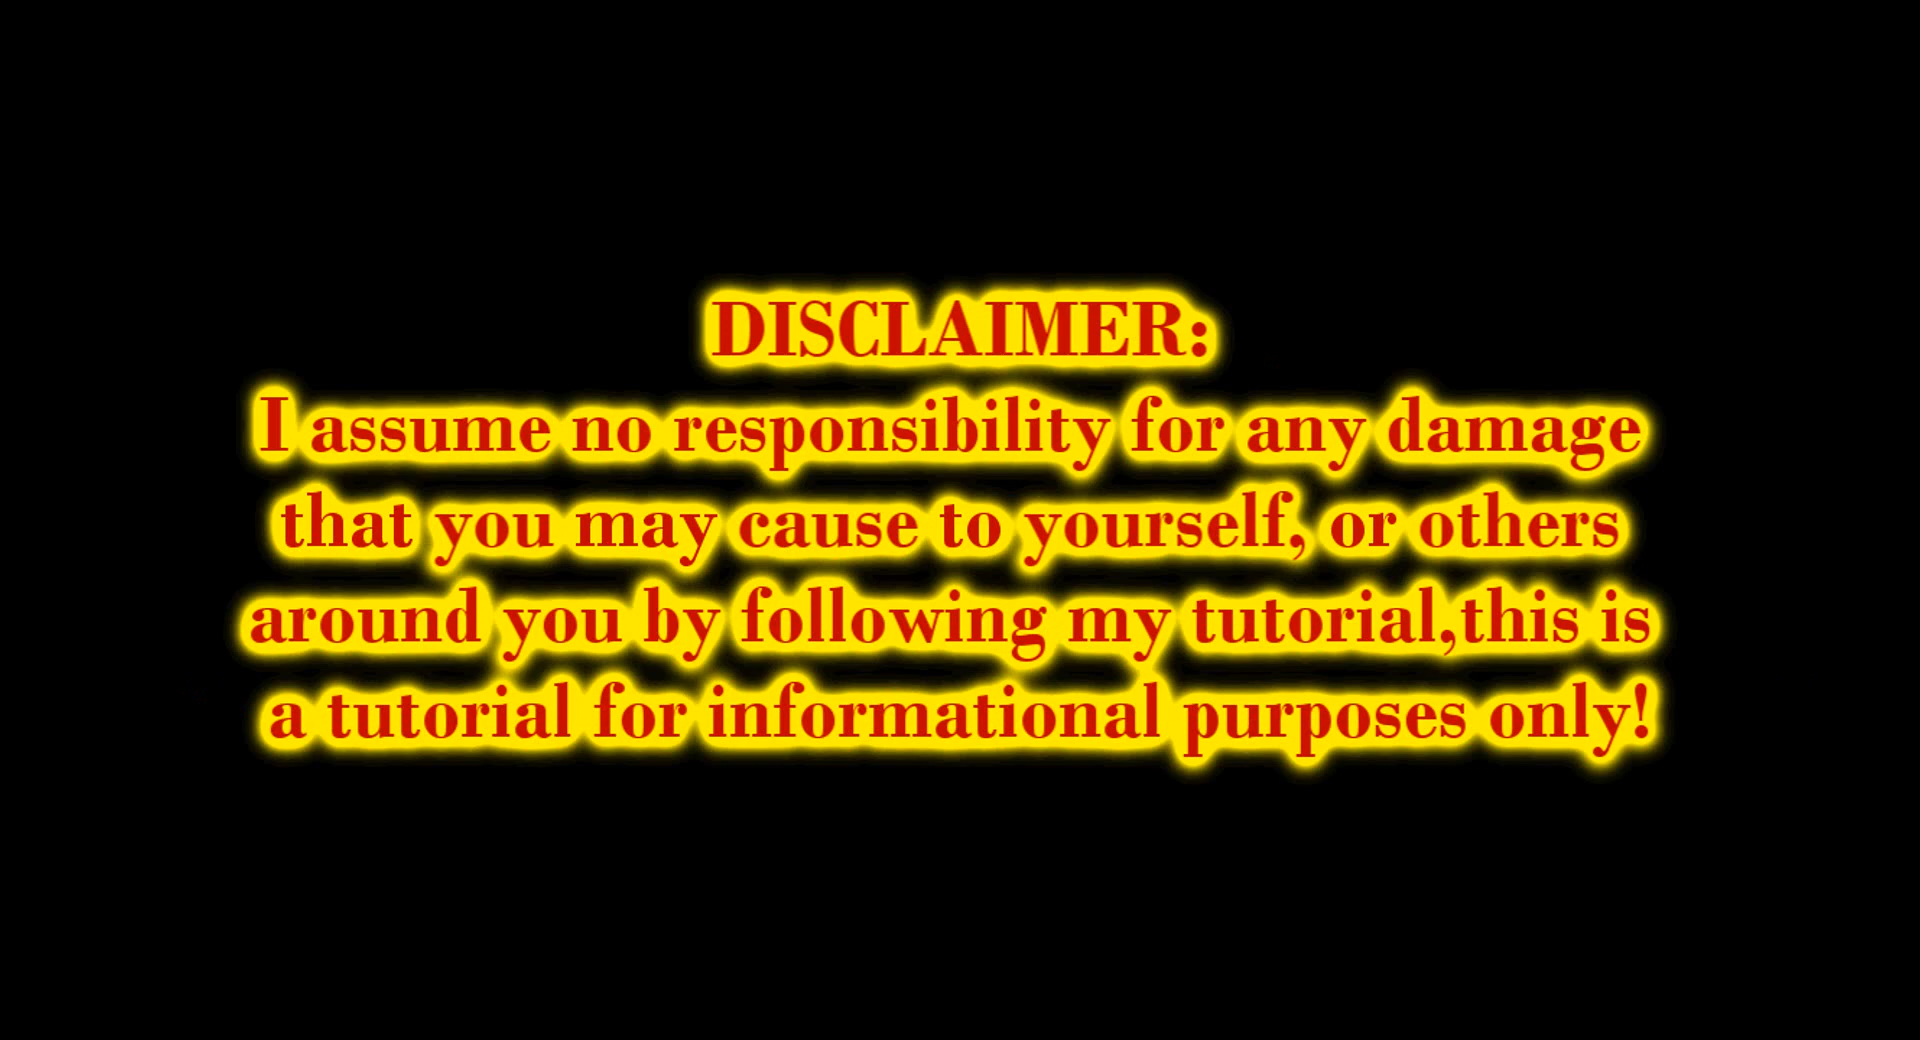 DISCLAIMER:
I assume no responsibility for any damage
that you may cause to yourself, or others
around you by following my tutorial,this is
a tutorial for informational purposes only!